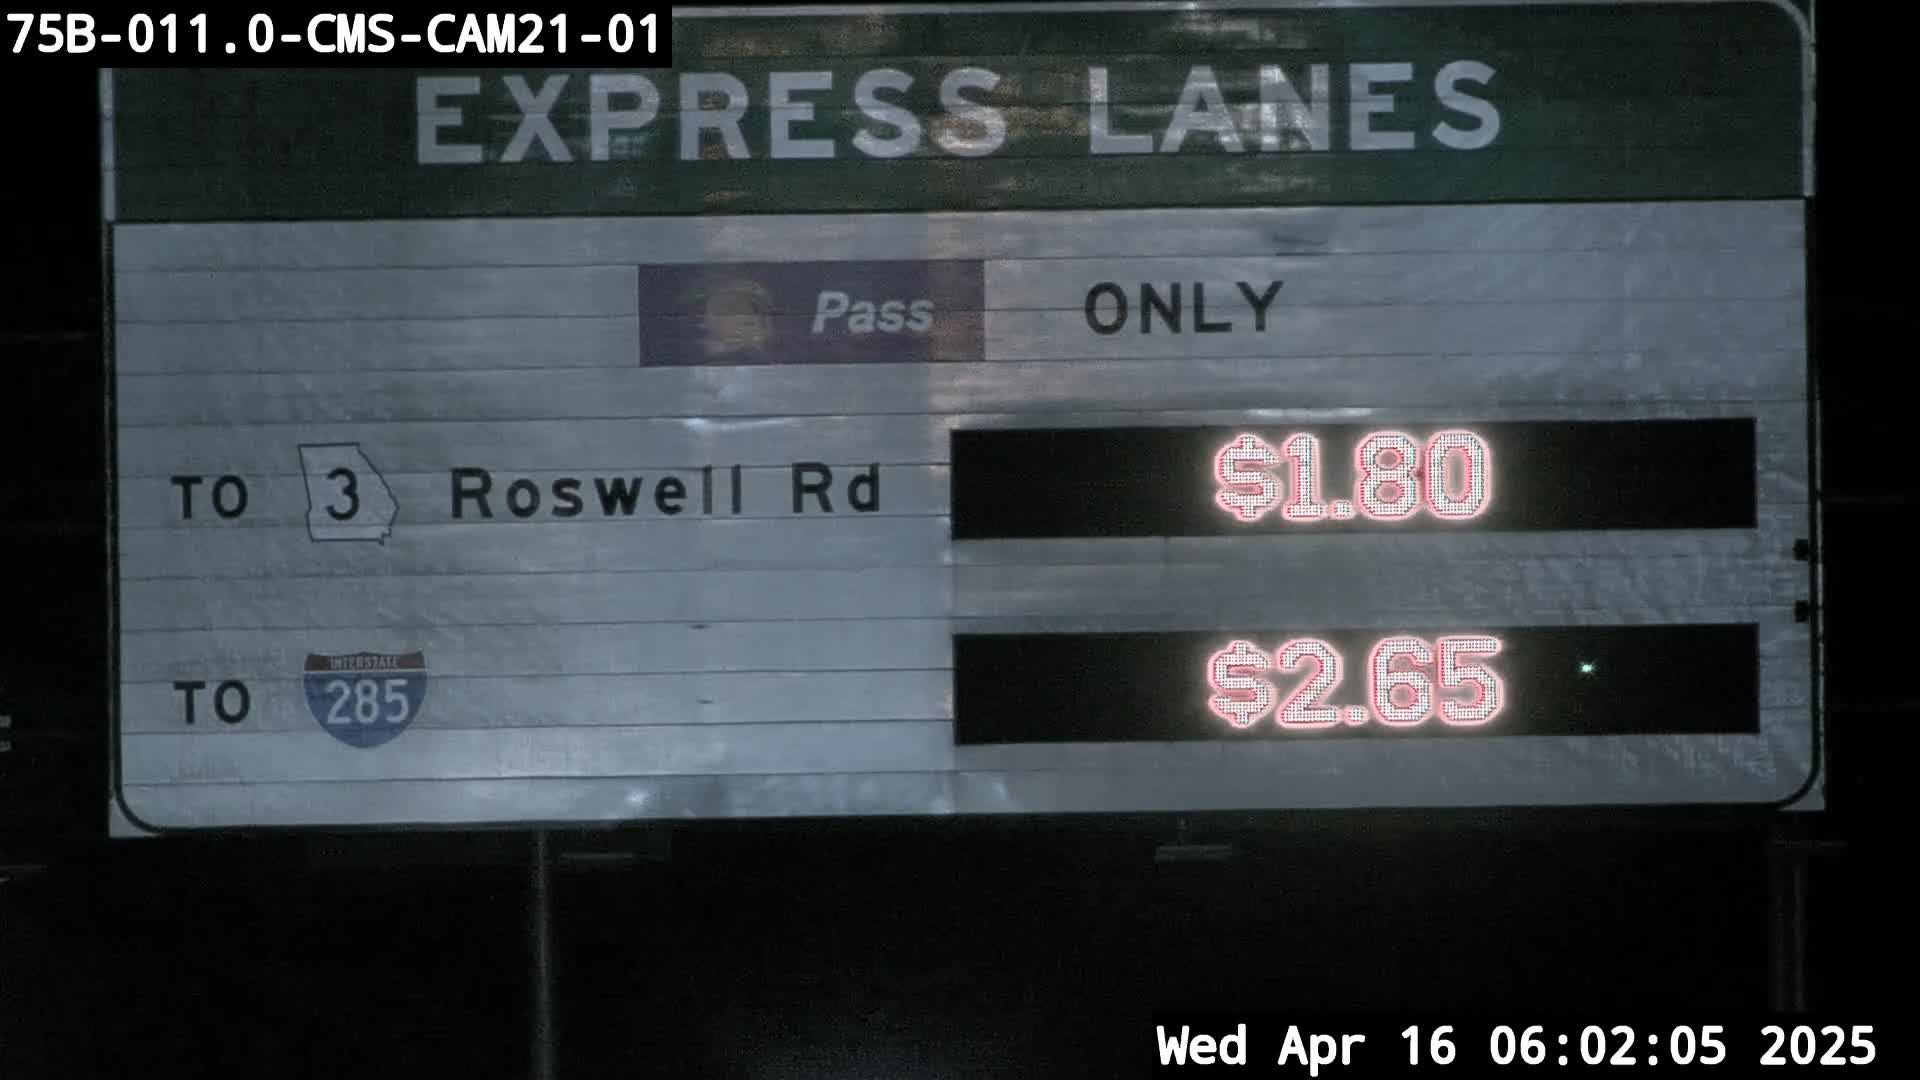 75B-011.0-CMS-CAM21-01
EXPRESS LANES
Pass ONLY
TO 3 Roswell Rd $1.80
TO INTERSTATE 285 $2.65
Wed Apr 16 06:02:05 2025